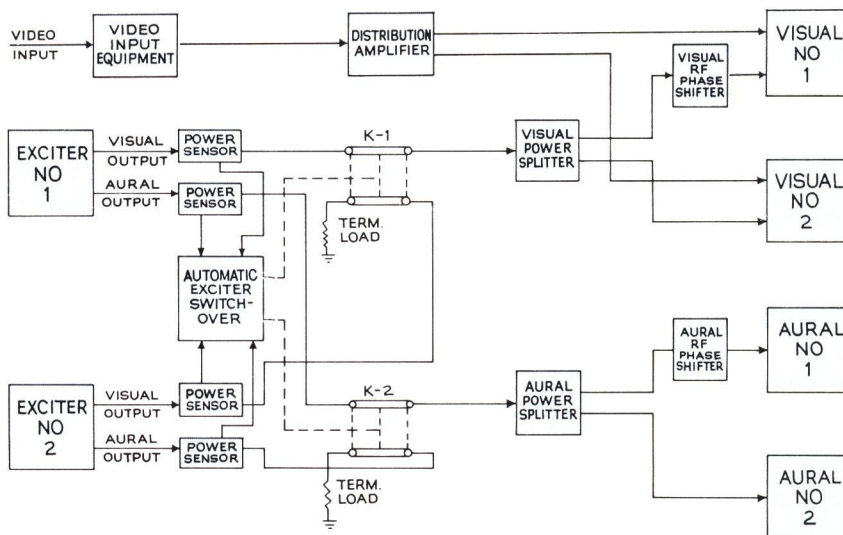 VIDEO
INPUT
VIDEO
INPUT
EQUIPMENT
DISTRIBUTION
AMPLIFIER
VISUAL
NO
1
VISUAL
RF
PHASE
SHIFTER
EXCITER
NO
1
VISUAL
OUTPUT
AURAL
OUTPUT
POWER
SENSOR
POWER
SENSOR
K-1
TERM.
LOAD
VISUAL
POWER
SPLITTER
VISUAL
NO
2
AUTOMATIC
EXCITER
SWITCH-
OVER
AURAL
RF
PHASE
SHIFTER
AURAL
NO
1
EXCITER
NO
2
VISUAL
OUTPUT
AURAL
OUTPUT
POWER
SENSOR
POWER
SENSOR
K-2
TERM.
LOAD
AURAL
POWER
SPLITTER
AURAL
NO
2